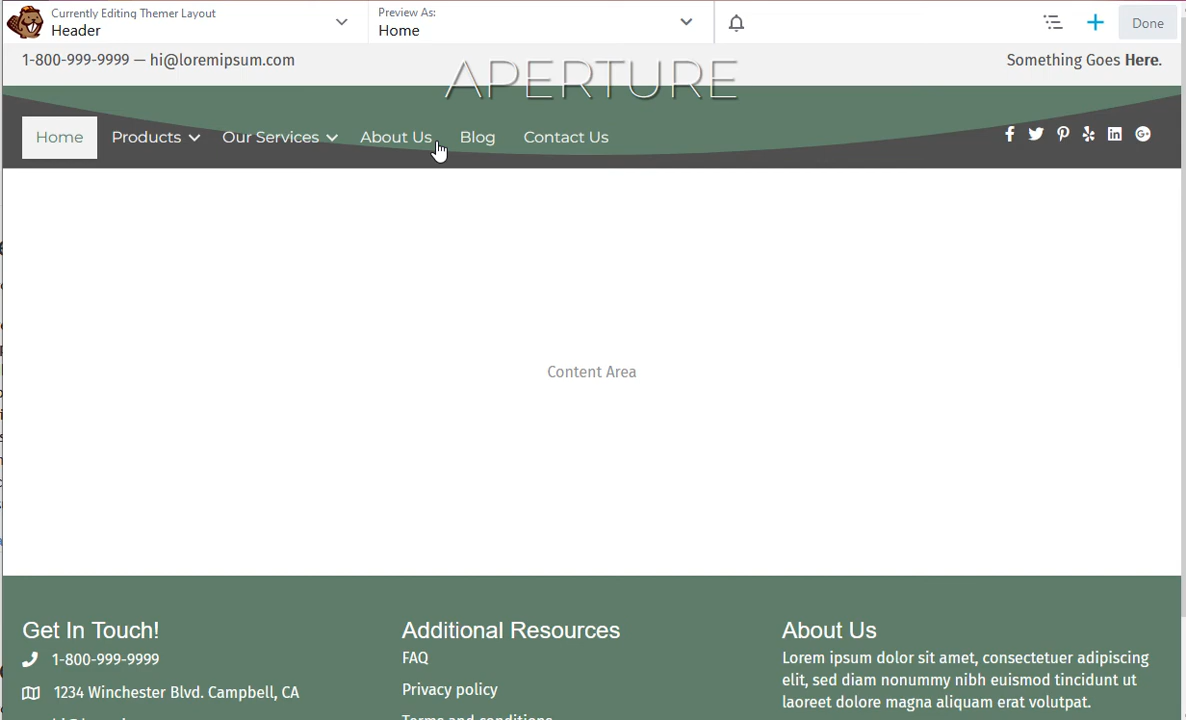 Currently Editing Themer Layout
Header
Preview As:
Home
Done
1-800-999-9999 — hi@loremipsum.com
APERTURE
Something Goes Here.
Home Products Our Services About Us Blog Contact Us
Content Area
Get In Touch!
1-800-999-9999
1234 Winchester Blvd. Campbell, CA
Additional Resources
FAQ
Privacy policy
Terms and conditions
About Us
Lorem ipsum dolor sit amet, consectetuer adipiscing
elit, sed diam nonummy nibh euismod tincidunt ut
laoreet dolore magna aliquam erat volutpat.